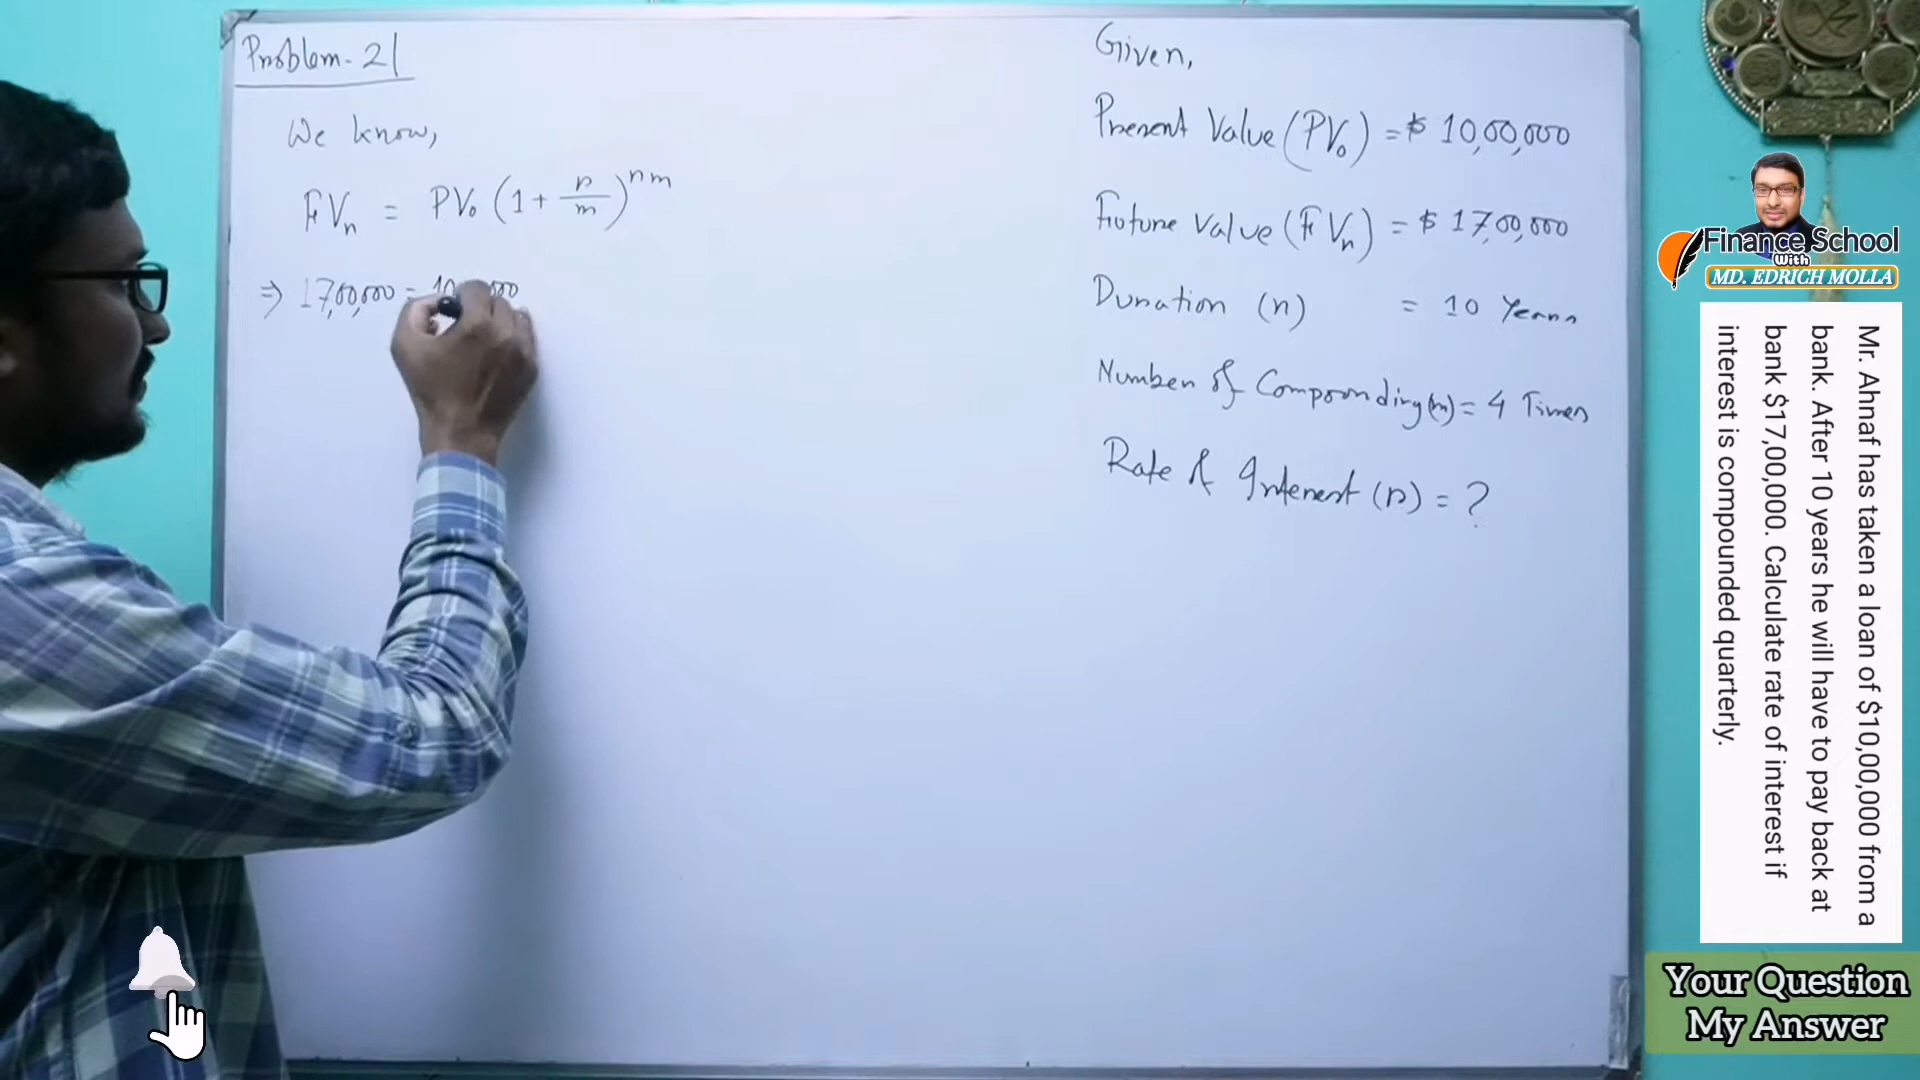 Problem-21
We know,
FVn = PV₀ (1 + r/m)^nm
⇒ 17,00,000 = 10,00,000
Given,
Present Value (PV₀) = $ 10,00,000
Future Value (FVn) = $ 17,00,000
Duration (n) = 10 Years
Number of Compounding (m) = 4 Times
Rate of Interest (r) = ?
Finance School
With
MD. EDRICH MOLLA
Mr. Ahnaf has taken a loan of $10,00,000 from a
bank. After 10 years he will have to pay back at
bank $17,00,000. Calculate rate of interest if
interest is compounded quarterly.
Your Question
My Answer